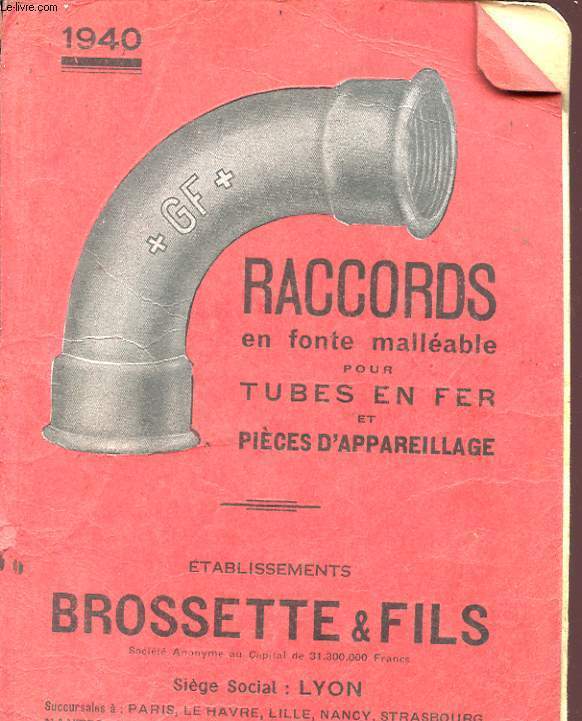 Le-livre.com
1940
+GF+
RACCORDS
en fonte malléable
POUR
TUBES EN FER
ET
PIÈCES D'APPAREILLAGE
ÉTABLISSEMENTS
BROSSETTE & FILS
Société Anonyme au Capital de 31.300.000 Francs
Siège Social : LYON
Succursales à : PARIS, LE HAVRE, LILLE, NANCY, STRASBOURG